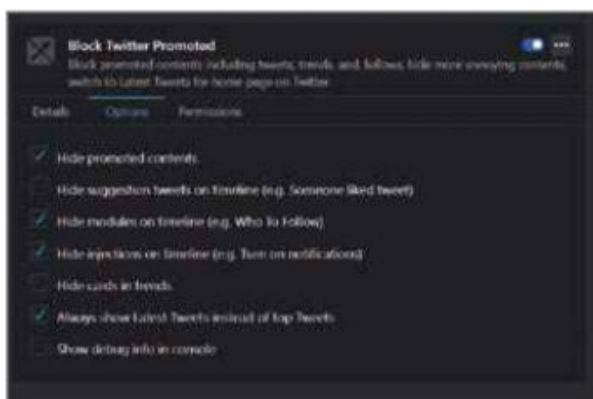 Block Twitter Promoted
Block promoted contents including tweets, trends, and follows, hide more annoying contents,
switch to Latest Tweets for home page on Twitter
Details Options Permissions
Hide promoted contents
Hide suggestion tweets on timeline (e.g. Someone liked tweet)
Hide modules on timeline (e.g. Who To Follow)
Hide injections on timeline (e.g. Turn on notifications)
Hide cards in trends
Always show Latest Tweets instead of top Tweets
Show debug info in console